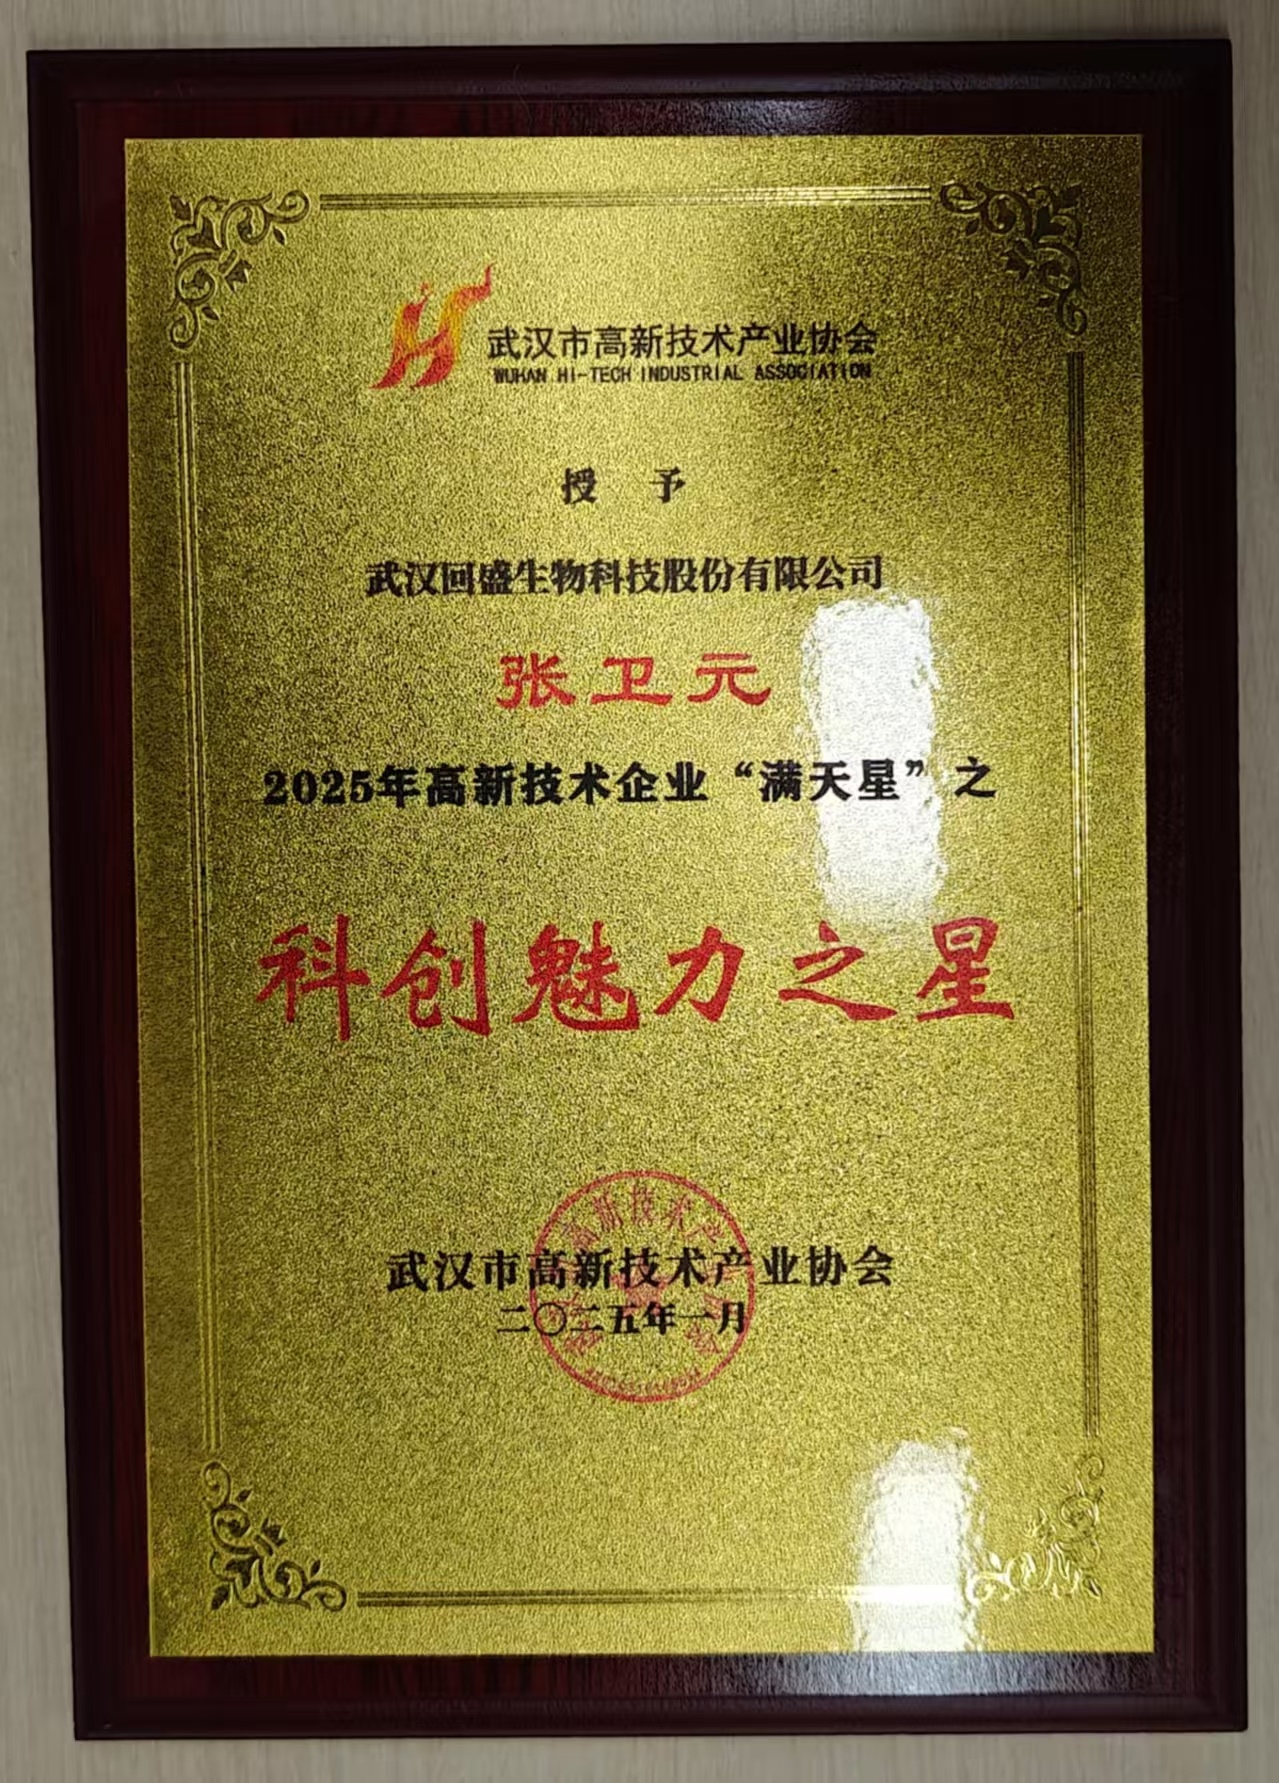 武汉市高新技术产业协会
WUHAN HI-TECH INDUSTRIAL ASSOCIATION
授 予
武汉回盛生物科技股份有限公司
张卫元
2025年高新技术企业“满天星”之
科创魅力之星
武汉市高新技术产业协会
二〇二五年一月